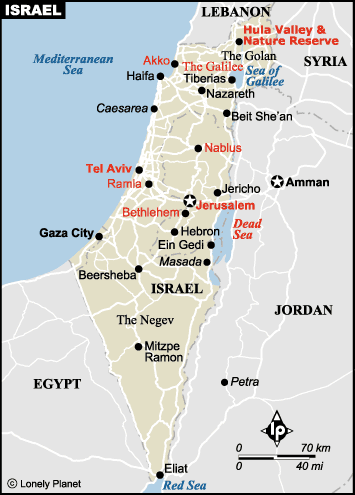 ISRAEL
LEBANON
Hula Valley &
Nature Reserve
Mediterranean
Sea
Akko
The Galilee
The Golan
SYRIA
Haifa
Tiberias
Sea of
Galilee
Nazareth
Caesarea
Beit She'an
Nablus
Tel Aviv
Ramla
Jericho
Amman
Jerusalem
Bethlehem
Dead
Sea
Gaza City
Hebron
Ein Gedi
Masada
Beersheba
ISRAEL
JORDAN
The Negev
Mitzpe
Ramon
EGYPT
Petra
lp
0 70 km
0 40 mi
Eliat
Red Sea
© Lonely Planet